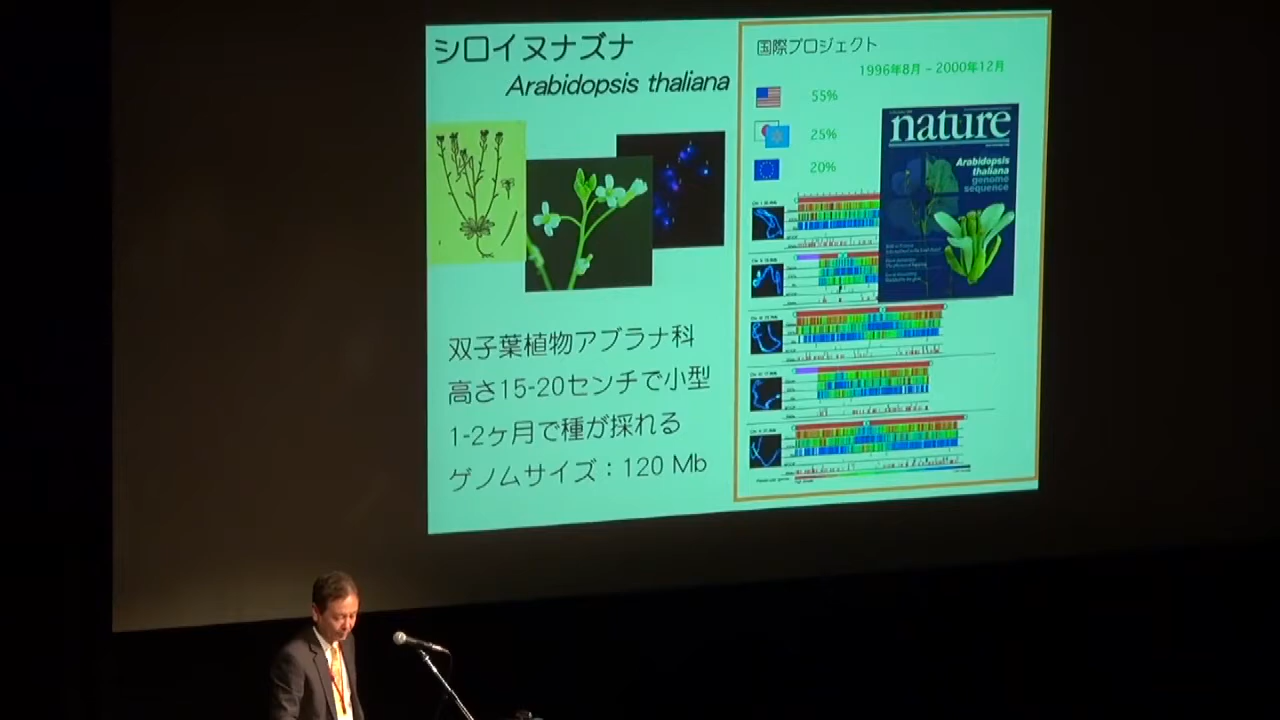 シロイヌナズナ
Arabidopsis thaliana
双子葉植物アブラナ科
高さ15-20センチで小型
1-2ヶ月で種が採れる
ゲノムサイズ：120 Mb
国際プロジェクト
1996年8月 – 2000年12月
55%
25%
20%
nature
Arabidopsis
thaliana
genome
sequence